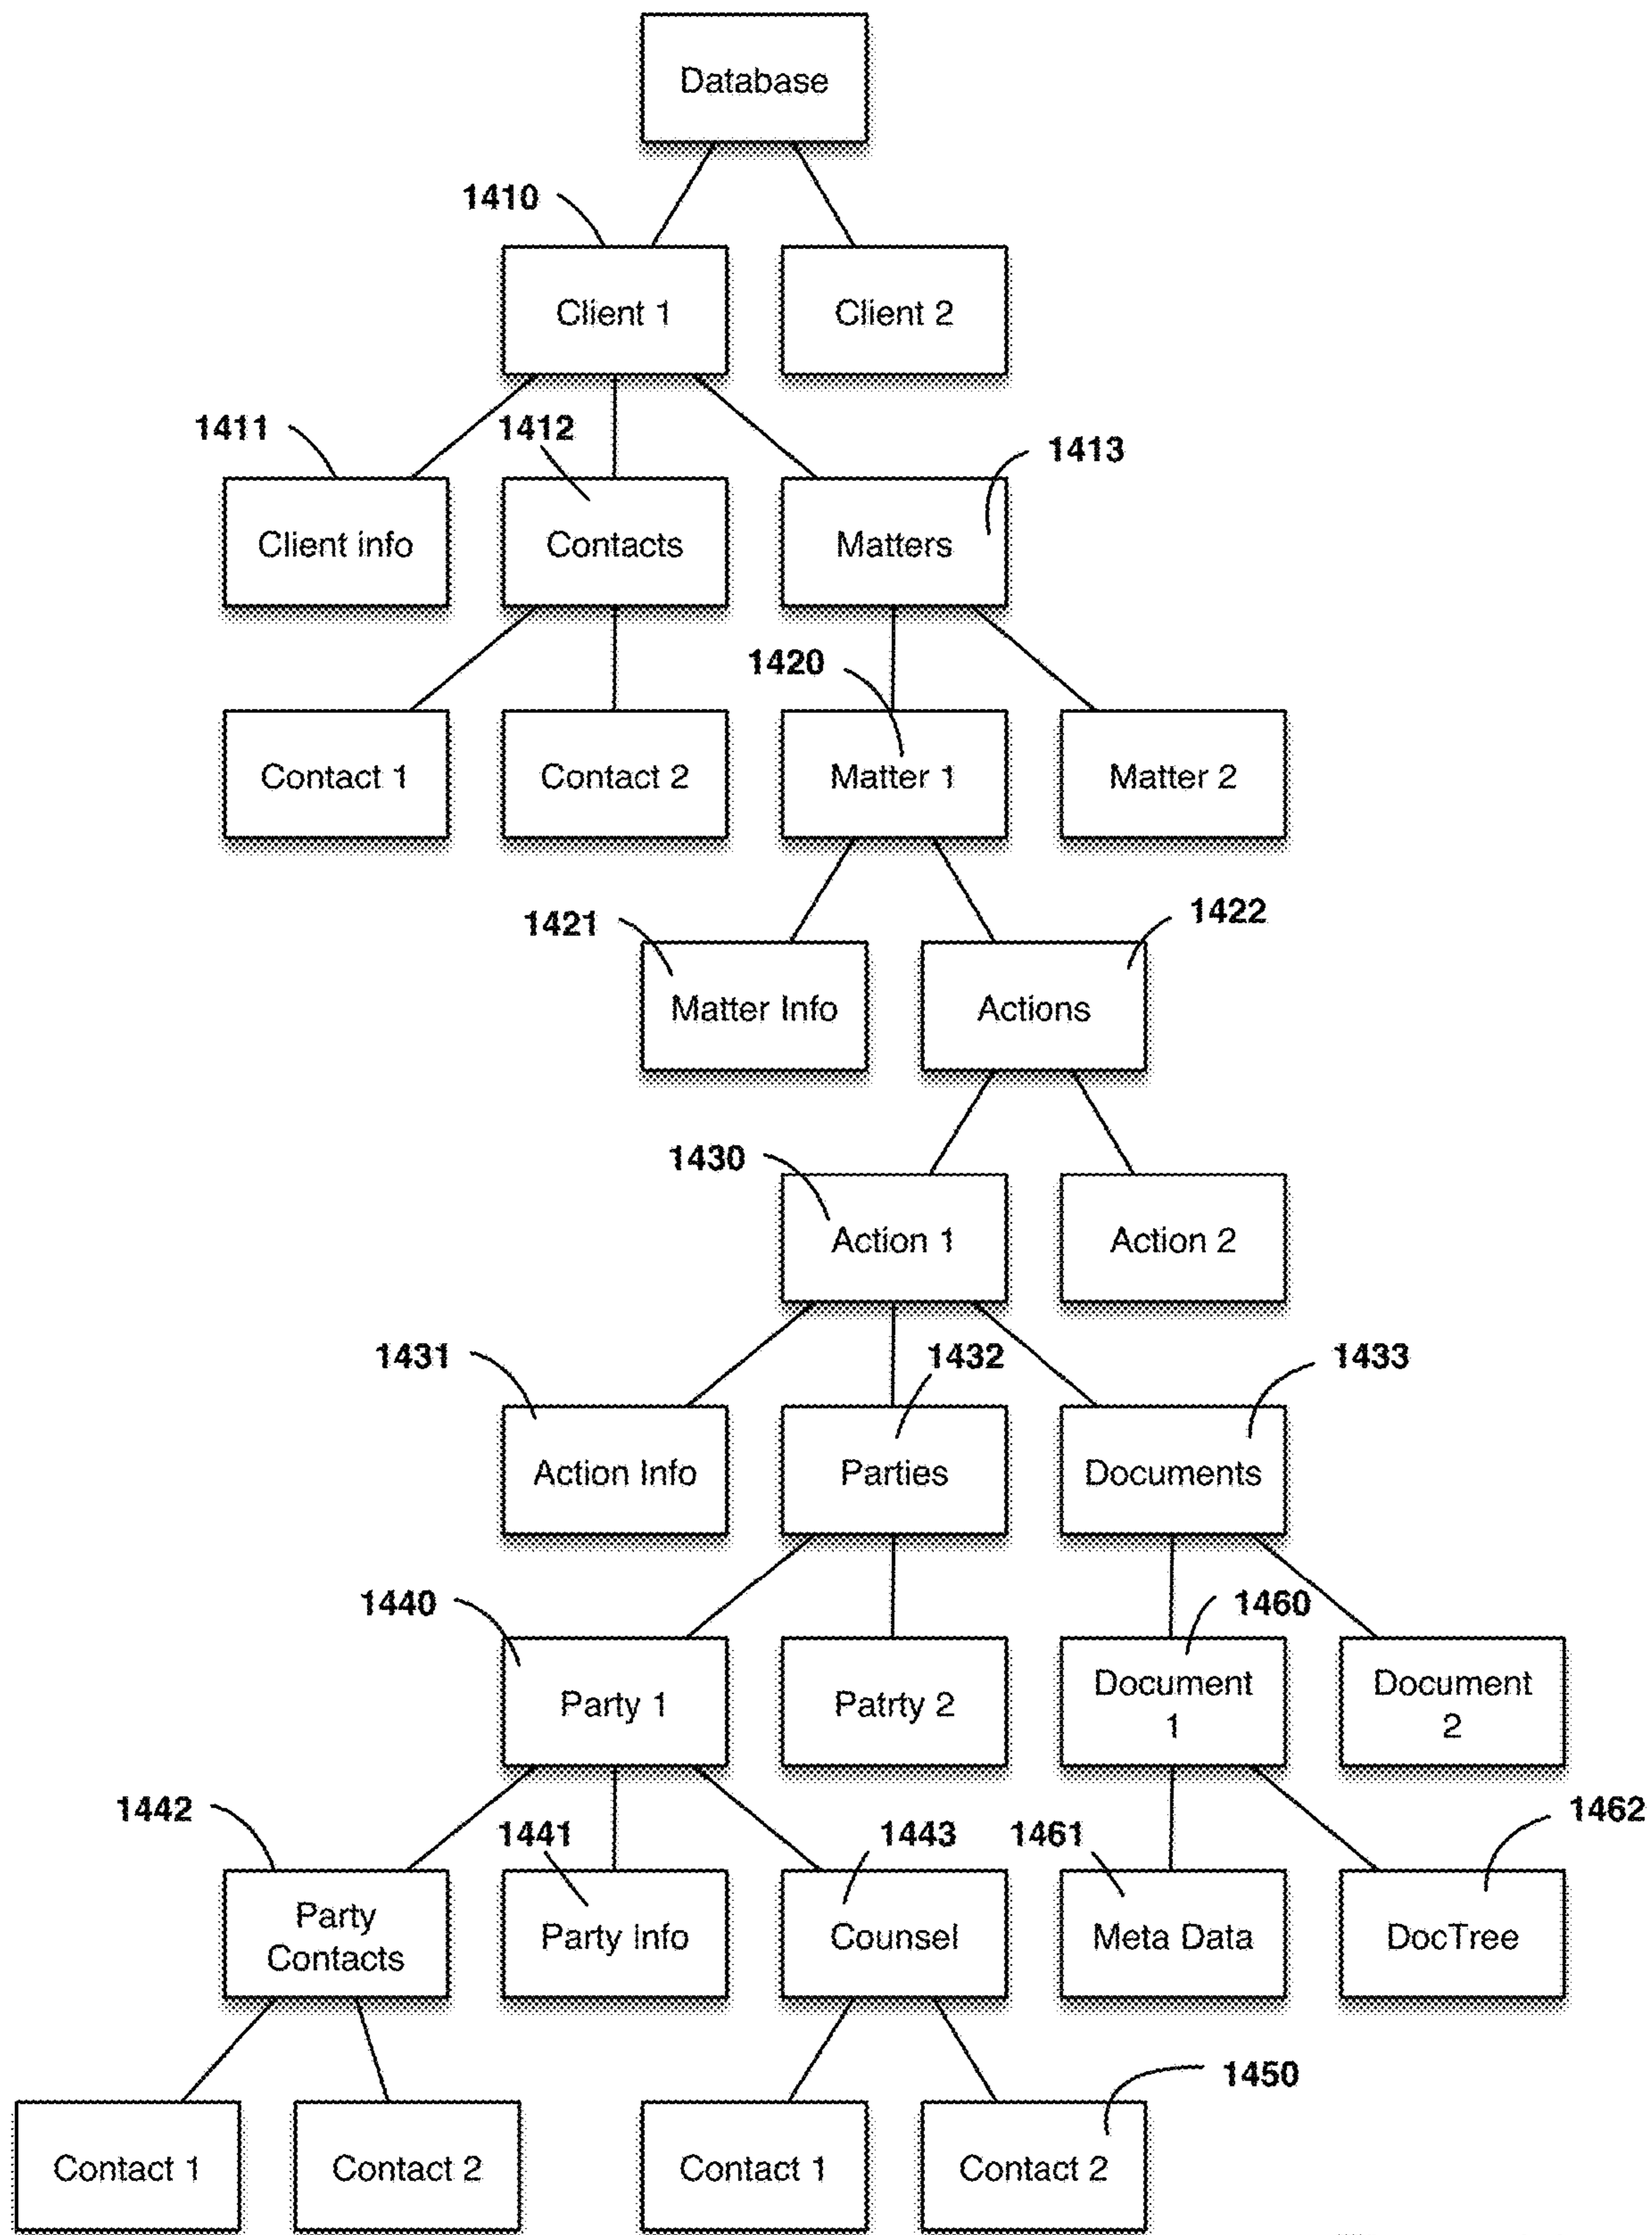 Database
1410
Client 1
Client 2
1411
1412
1413
Client info
Contacts
Matters
1420
Contact 1
Contact 2
Matter 1
Matter 2
1421
1422
Matter Info
Actions
1430
Action 1
Action 2
1431
1432
1433
Action Info
Parties
Documents
1440
1460
Party 1
Patrty 2
Document
1
Document
2
1442
1441
1443
1461
1462
Party
Contacts
Party Info
Counsel
Meta Data
DocTree
1450
Contact 1
Contact 2
Contact 1
Contact 2